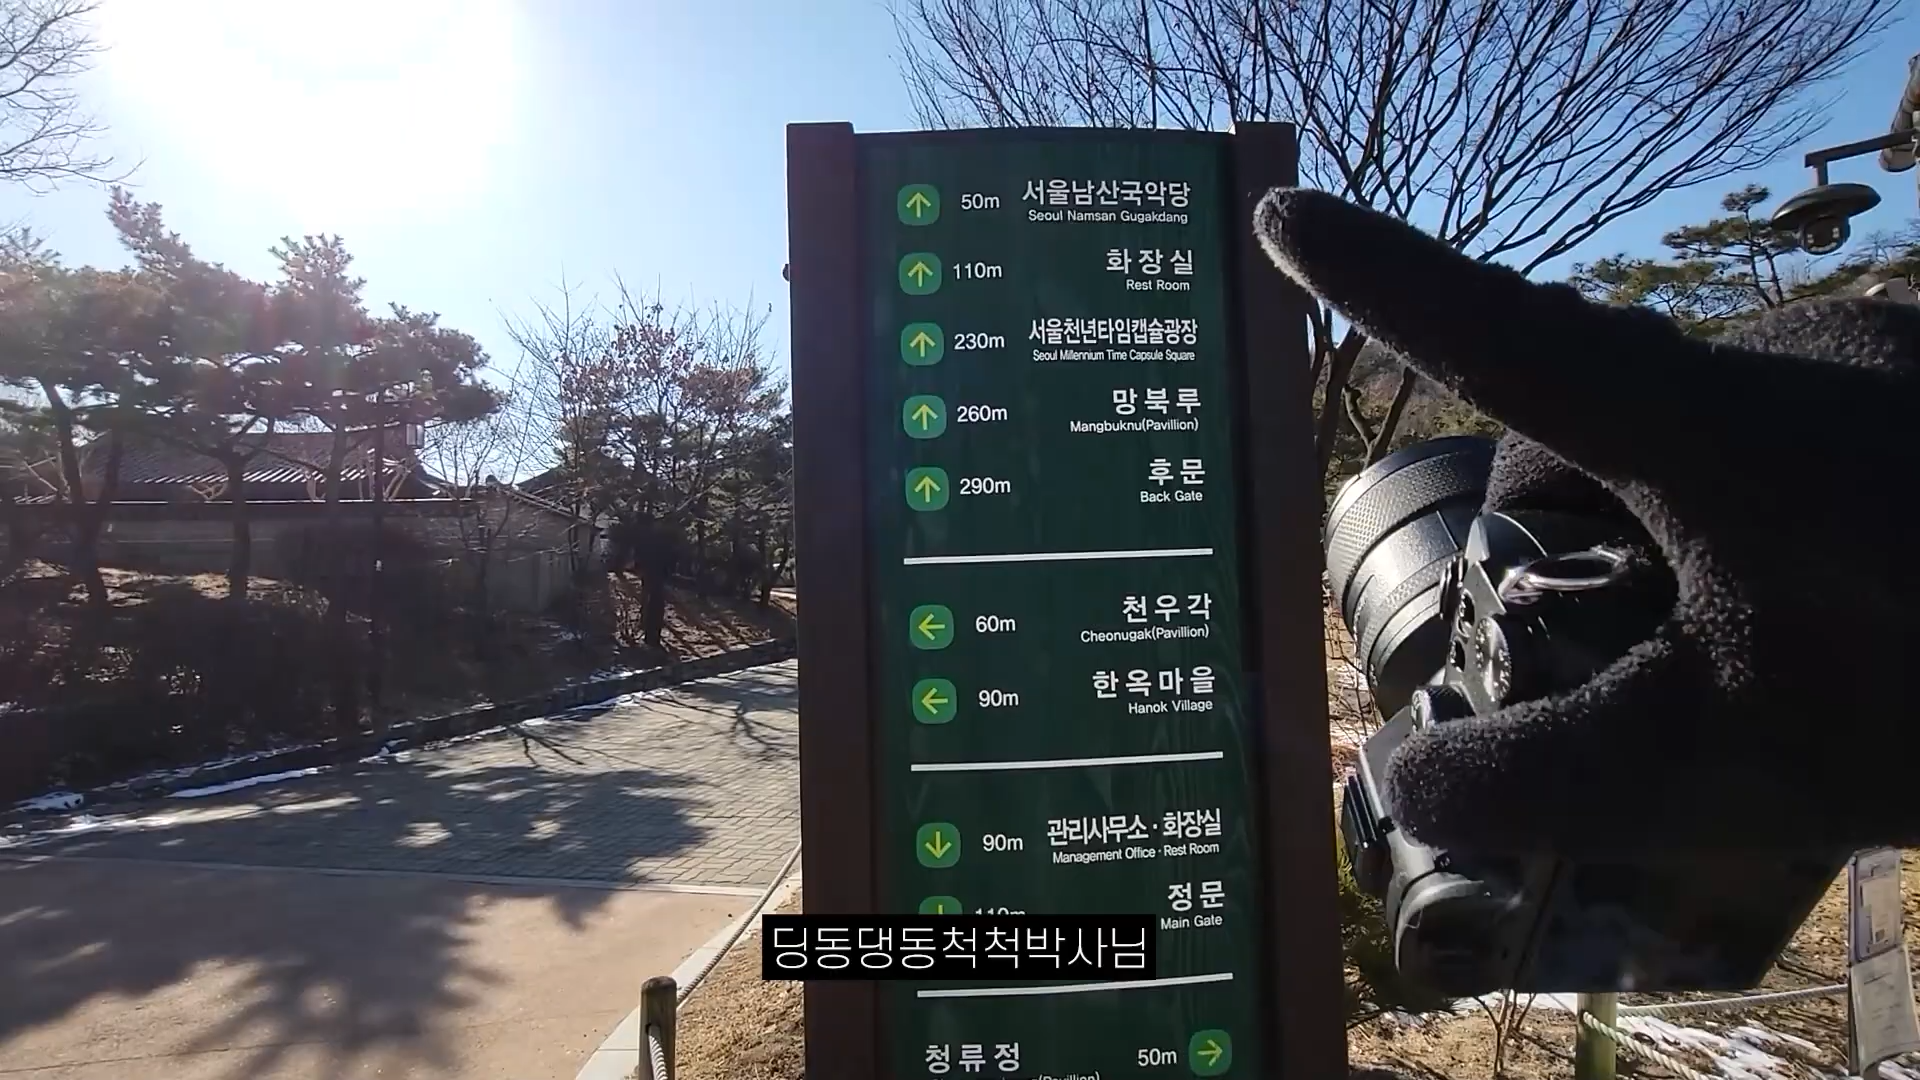 50m 서울남산국악당
Seoul Namsan Gugakdang
110m 화장실
Rest Room
230m 서울천년타임캡슐광장
Seoul Millennium Time Capsule Square
260m 망북루
Mangbuknu(Pavillion)
290m 후문
Back Gate
60m 천우각
Cheonugak(Pavillion)
90m 한옥마을
Hanok Village
90m 관리사무소·화장실
Management Office·Rest Room
110m 정문
Main Gate
딩동댕동척척박사님
청류정 50m
(Pavillion)